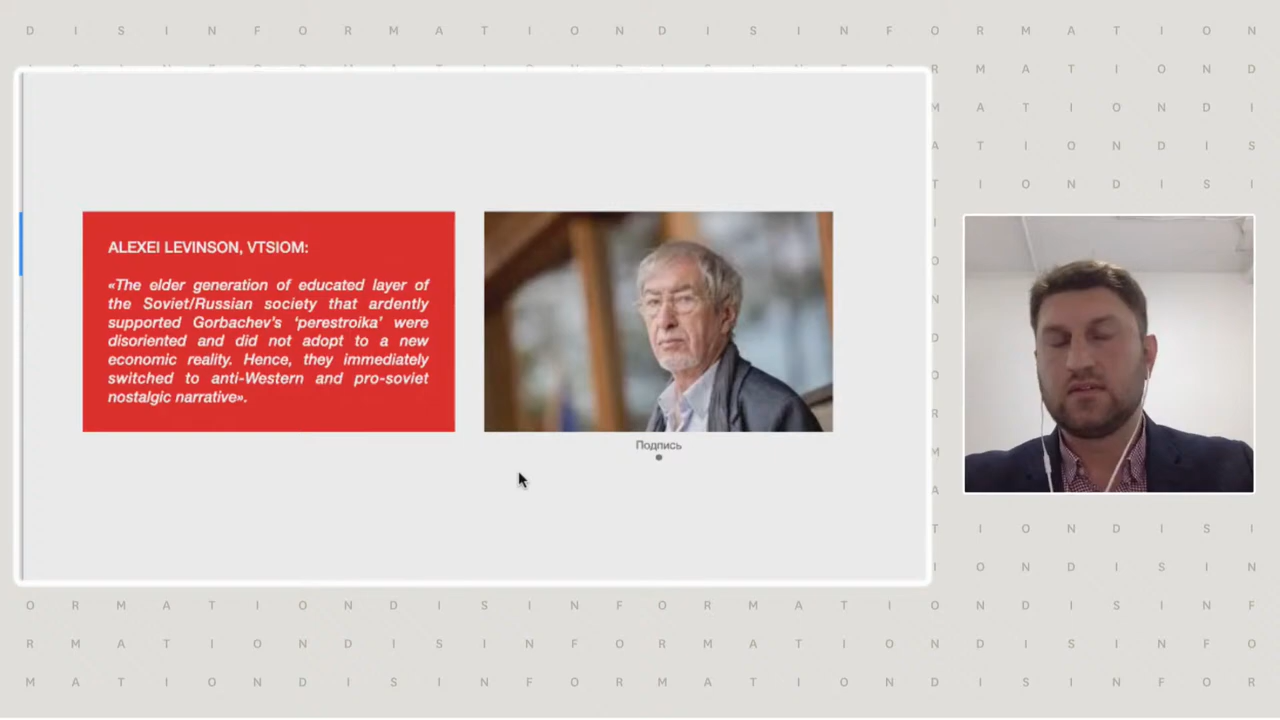 D I S I N F O R M A T I O N D I S I N F O R M A T I O N
R M A T I O N D
M A T I O N D I
A T I O N D I S
T I O N D I S I
ALEXEI LEVINSON, VTSIOM:
«The elder generation of educated layer of
the Soviet/Russian society that ardently
supported Gorbachev's 'perestroika' were
disoriented and did not adopt to a new
economic reality. Hence, they immediately
switched to anti-Western and pro-soviet
nostalgic narrative».
Подпись
I
O
N
D
O
R
M
A
T I O N D I S I
I O N D I S I N
O R M A T I O N D I S I N F O R M A T I O N D I S I N F
R M A T I O N D I S I N F O R M A T I O N D I S I N F O
M A T I O N D I S I N F O R M A T I O N D I S I N F O R